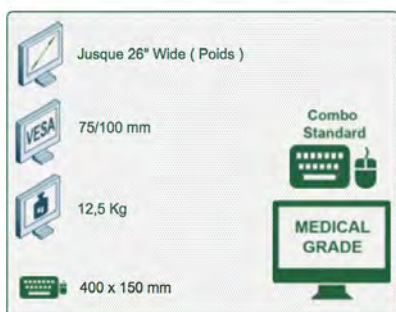 Jusque 26" Wide ( Poids )
VESA
75/100 mm
Combo
Standard
12,5 Kg
MEDICAL
GRADE
400 x 150 mm